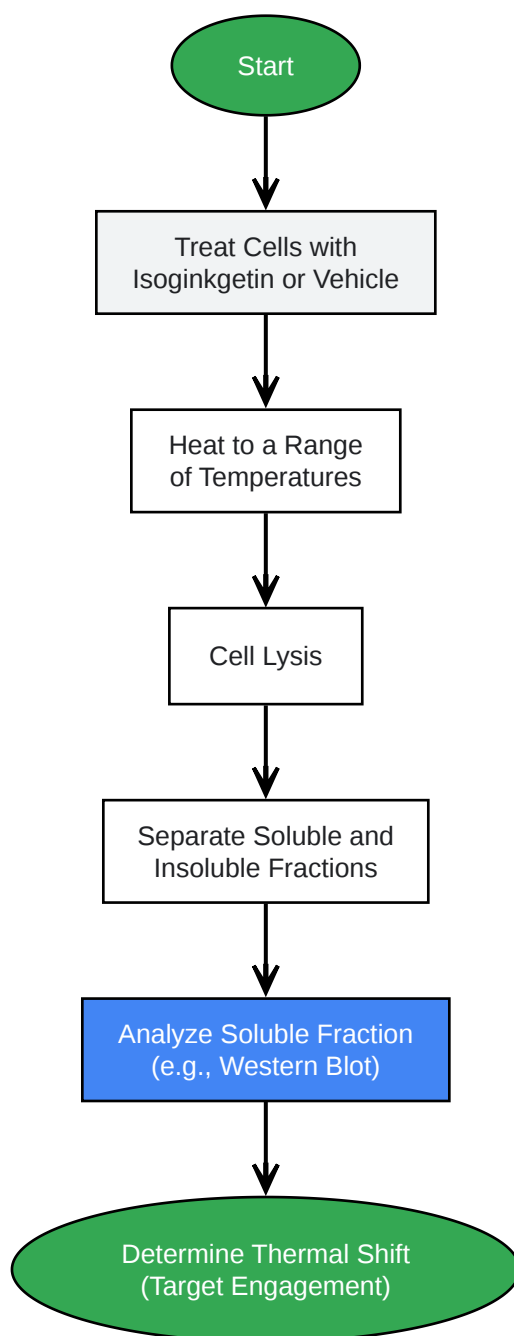 Start
Treat Cells with
Isoginkgetin or Vehicle
Heat to a Range
of Temperatures
Cell Lysis
Separate Soluble and
Insoluble Fractions
Analyze Soluble Fraction
(e.g., Western Blot)
Determine Thermal Shift
(Target Engagement)